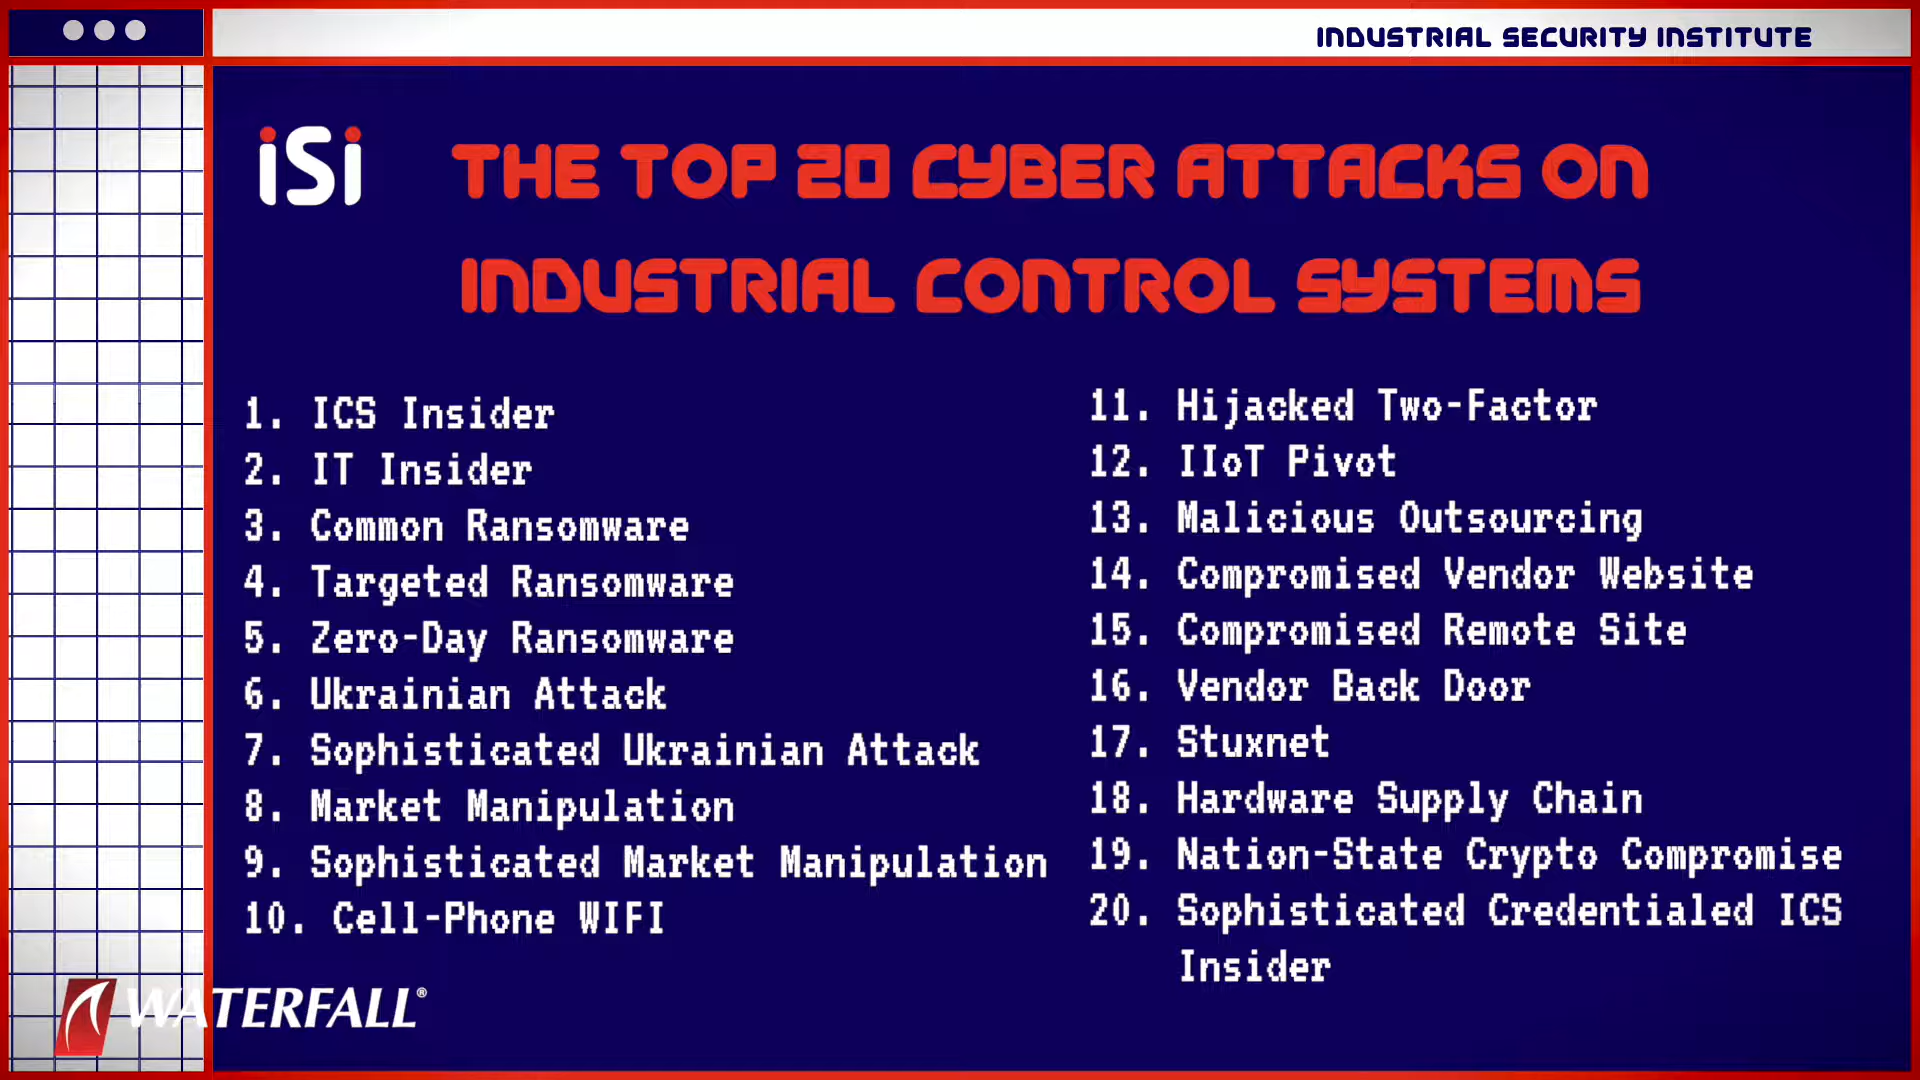 INDUSTRIAL SECURITY INSTITUTE
iSi
THE TOP 20 CYBER ATTACKS ON
INDUSTRIAL CONTROL SYSTEMS
1. ICS Insider
2. IT Insider
3. Common Ransomware
4. Targeted Ransomware
5. Zero-Day Ransomware
6. Ukrainian Attack
7. Sophisticated Ukrainian Attack
8. Market Manipulation
9. Sophisticated Market Manipulation
10. Cell-Phone WIFI
11. Hijacked Two-Factor
12. IIoT Pivot
13. Malicious Outsourcing
14. Compromised Vendor Website
15. Compromised Remote Site
16. Vendor Back Door
17. Stuxnet
18. Hardware Supply Chain
19. Nation-State Crypto Compromise
20. Sophisticated Credentialed ICS
Insider
WATERFALL®